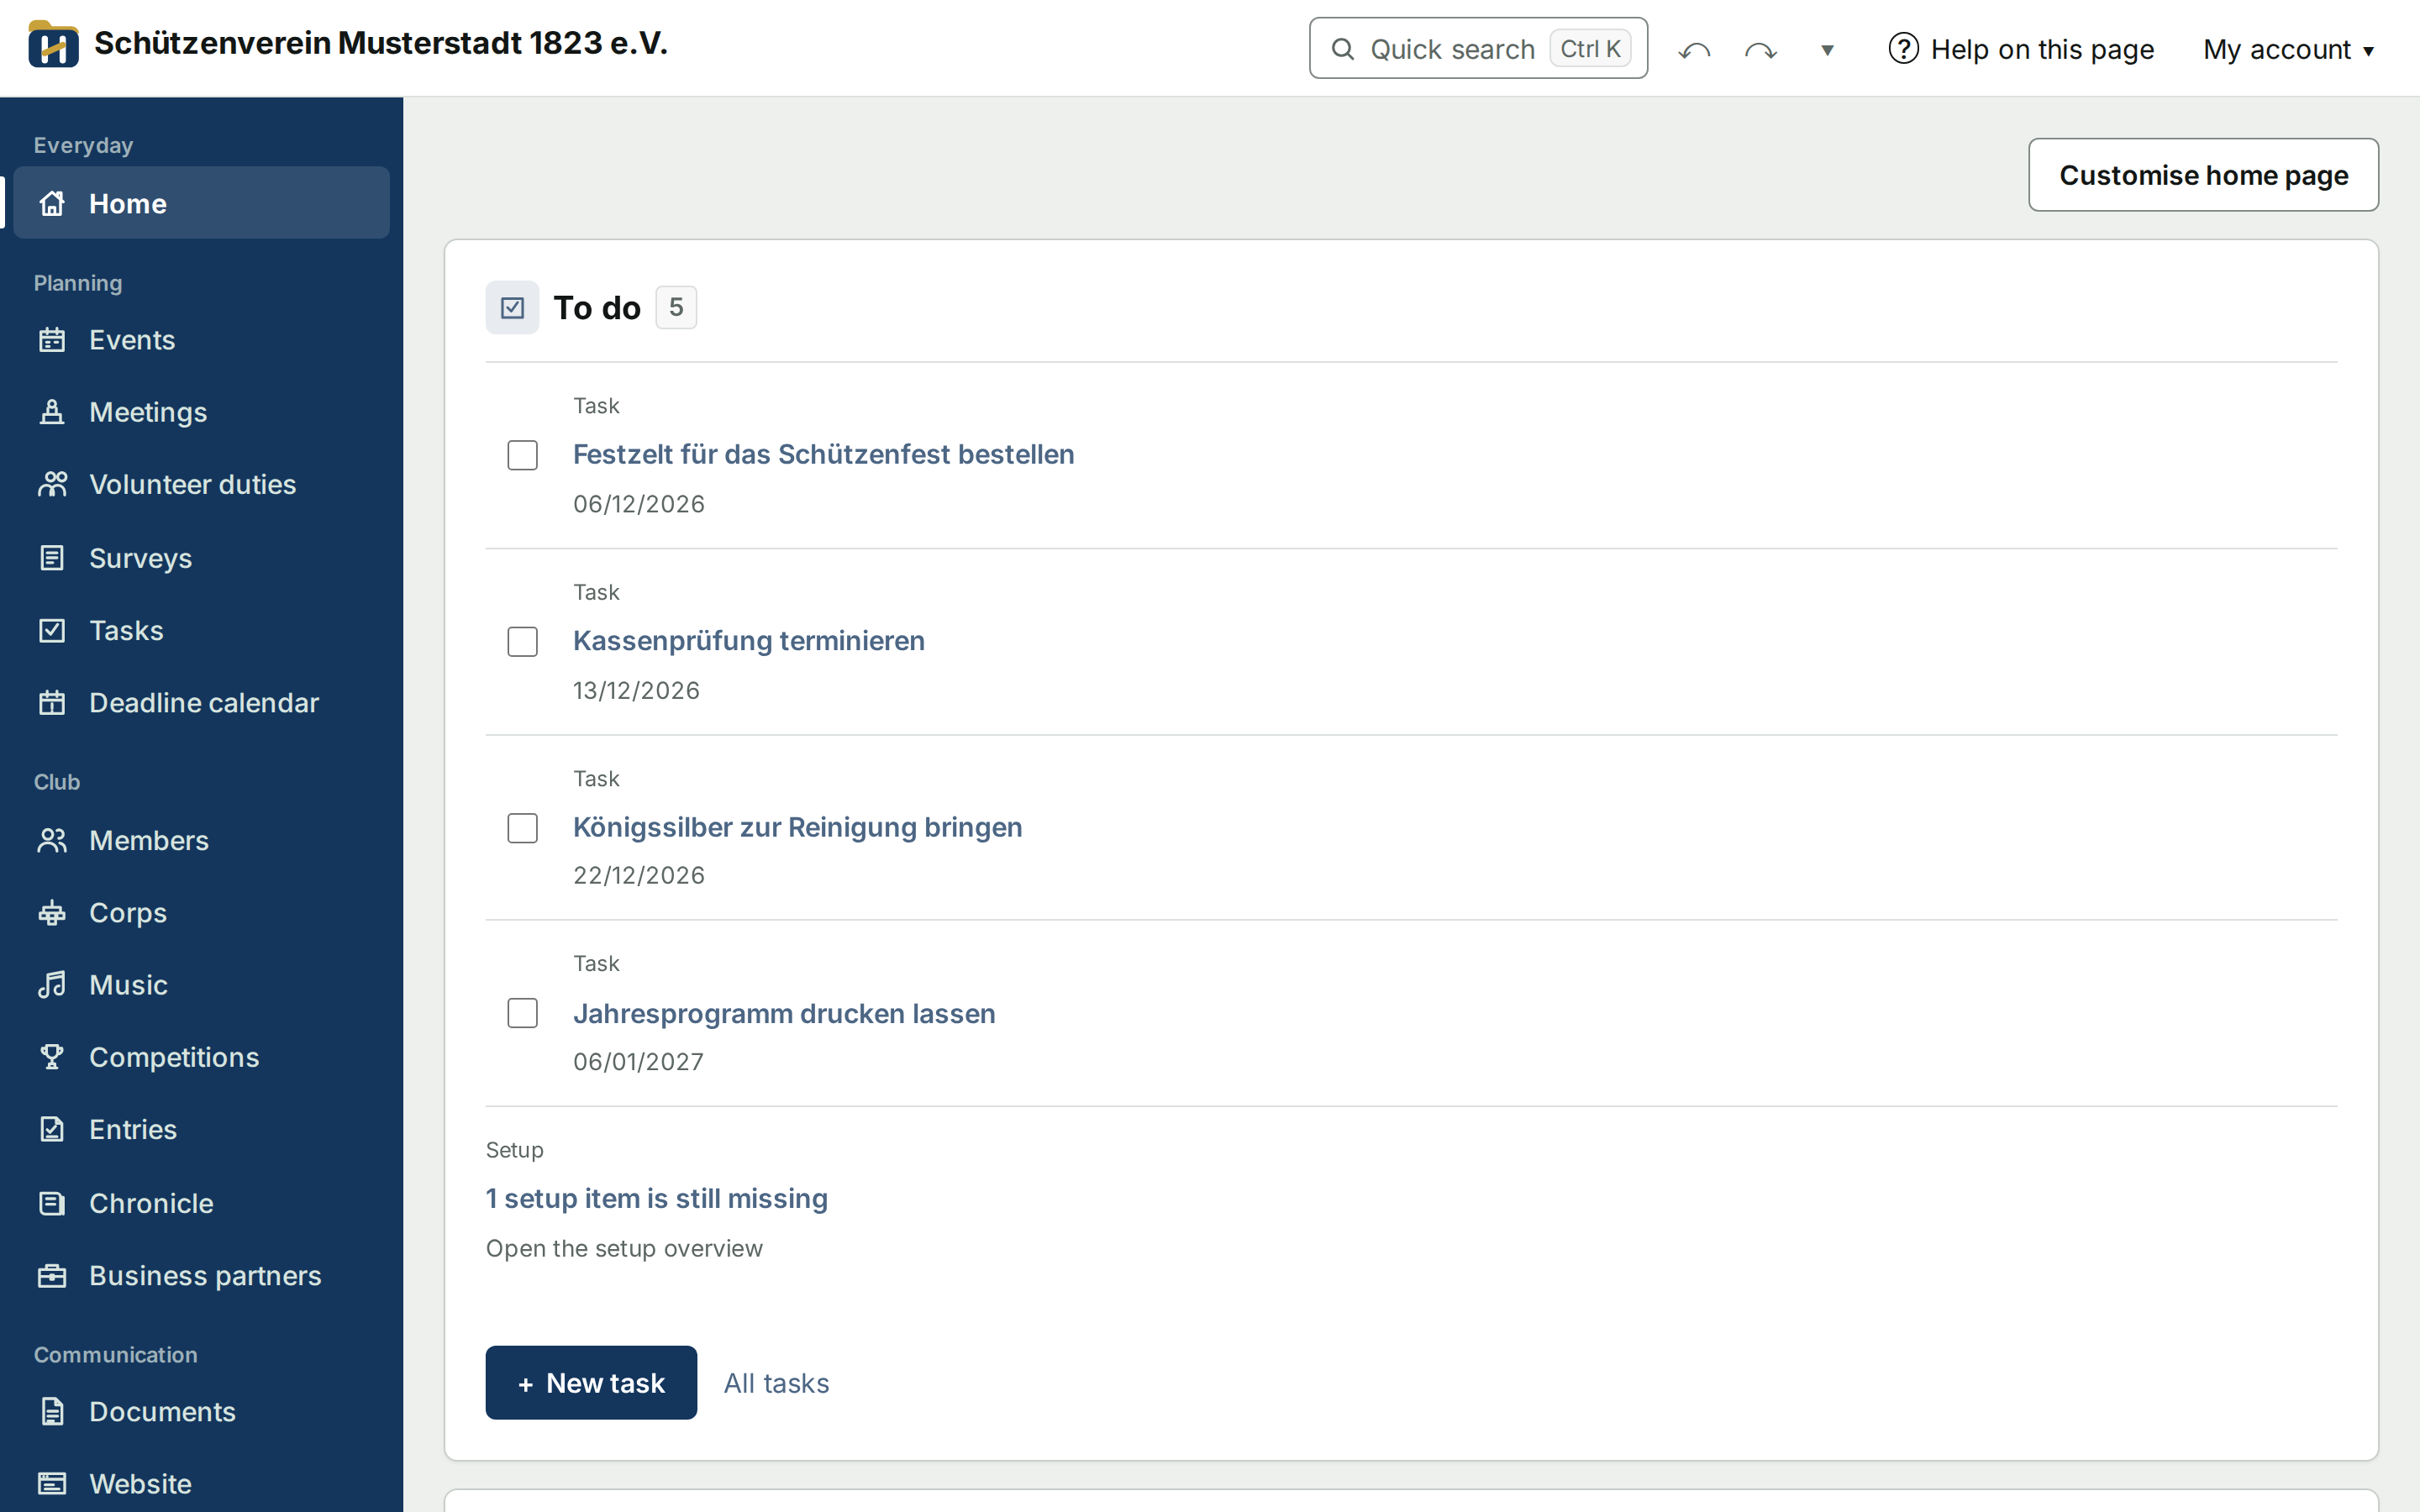 Schützenverein Musterstadt 1823 e.V.
Quick search Ctrl K
Help on this page
My account
Everyday
Home
Planning
Events
Meetings
Volunteer duties
Surveys
Tasks
Deadline calendar
Club
Members
Corps
Music
Competitions
Entries
Chronicle
Business partners
Communication
Documents
Website
Customise home page
To do 5
Task
Festzelt für das Schützenfest bestellen
06/12/2026
Task
Kassenprüfung terminieren
13/12/2026
Task
Königssilber zur Reinigung bringen
22/12/2026
Task
Jahresprogramm drucken lassen
06/01/2027
Setup
1 setup item is still missing
Open the setup overview
+ New task
All tasks